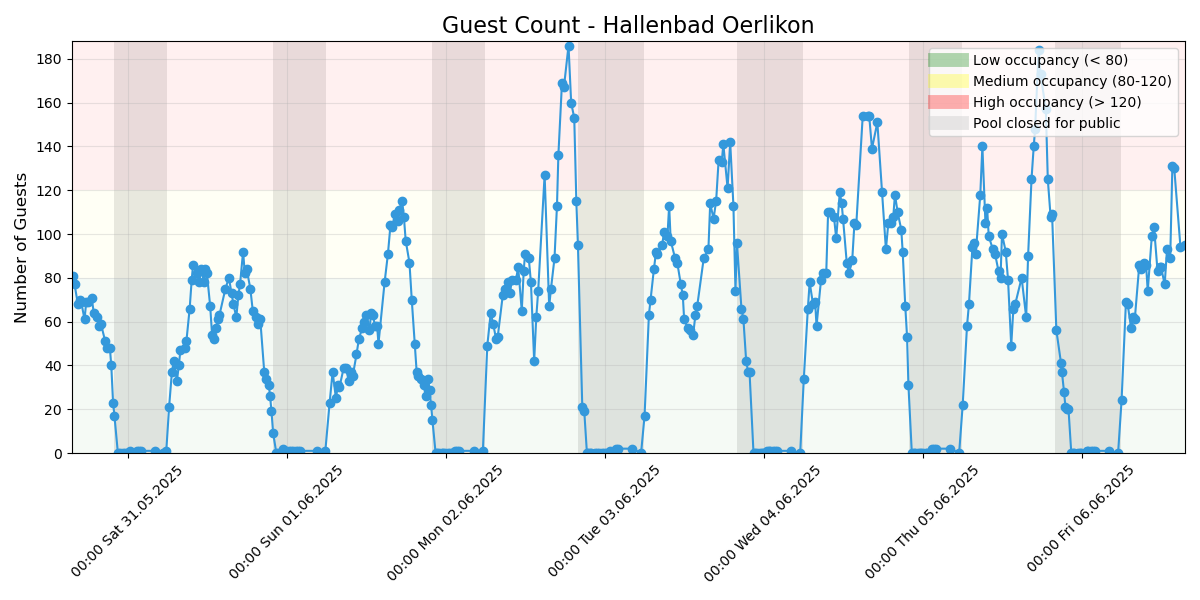 Guest Count - Hallenbad Oerlikon
Number of Guests
180
160
140
120
100
80
60
40
20
0
Low occupancy (< 80)
Medium occupancy (80-120)
High occupancy (> 120)
Pool closed for public
00:00 Sat 31.05.2025
00:00 Sun 01.06.2025
00:00 Mon 02.06.2025
00:00 Tue 03.06.2025
00:00 Wed 04.06.2025
00:00 Thu 05.06.2025
00:00 Fri 06.06.2025